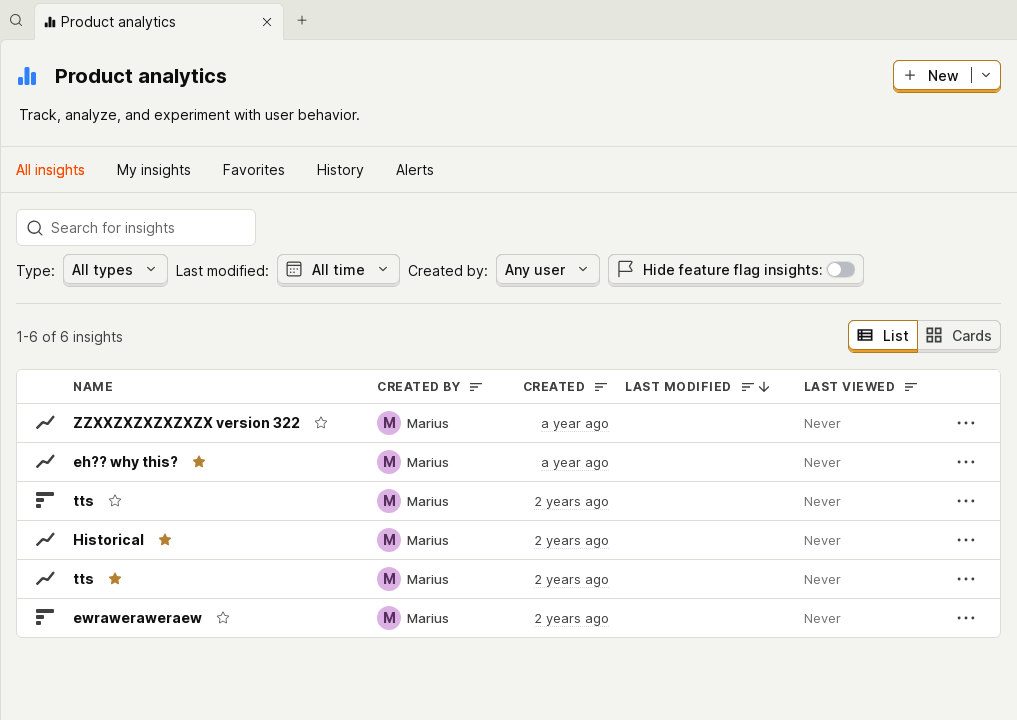 Product analytics
Product analytics
New
Track, analyze, and experiment with user behavior.
All insights My insights Favorites History Alerts
Search for insights
Type: All types Last modified: All time Created by: Any user Hide feature flag insights:
1-6 of 6 insights List Cards
NAME CREATED BY CREATED LAST MODIFIED LAST VIEWED
ZZXXZXZXZXZXZX version 322 M Marius a year ago Never
eh?? why this? M Marius a year ago Never
tts M Marius 2 years ago Never
Historical M Marius 2 years ago Never
tts M Marius 2 years ago Never
ewraweraweraew M Marius 2 years ago Never